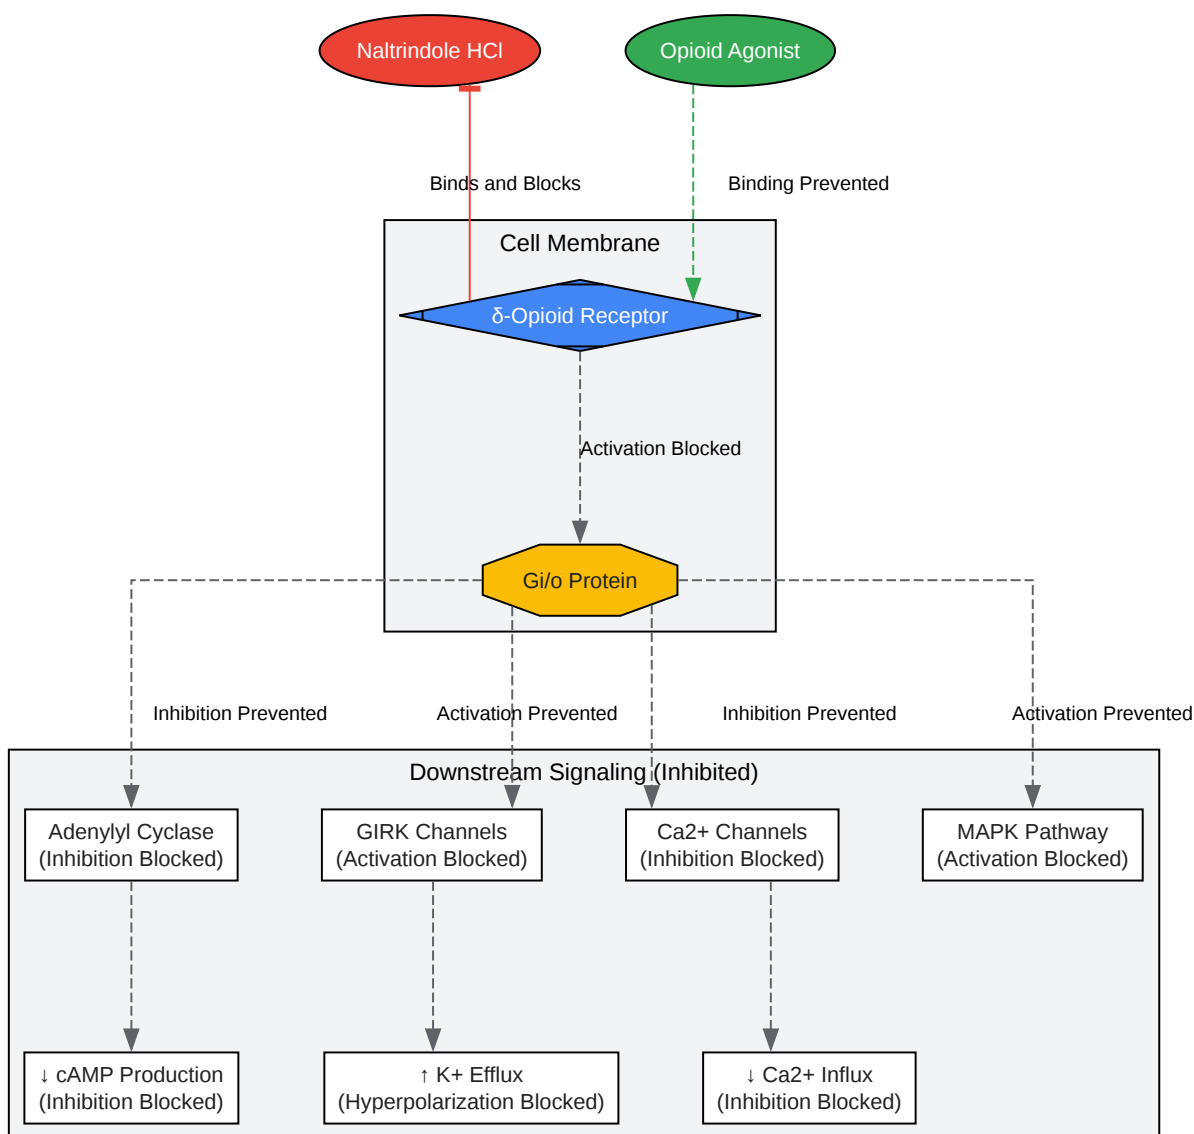 Naltrindole HCl
Opioid Agonist
Binds and Blocks
Binding Prevented
Cell Membrane
δ-Opioid Receptor
Activation Blocked
Gi/o Protein
Inhibition Prevented
Activation Prevented
Inhibition Prevented
Activation Prevented
Downstream Signaling (Inhibited)
Adenylyl Cyclase
(Inhibition Blocked)
GIRK Channels
(Activation Blocked)
Ca2+ Channels
(Inhibition Blocked)
MAPK Pathway
(Activation Blocked)
↓ cAMP Production
(Inhibition Blocked)
↑ K+ Efflux
(Hyperpolarization Blocked)
↓ Ca2+ Influx
(Inhibition Blocked)